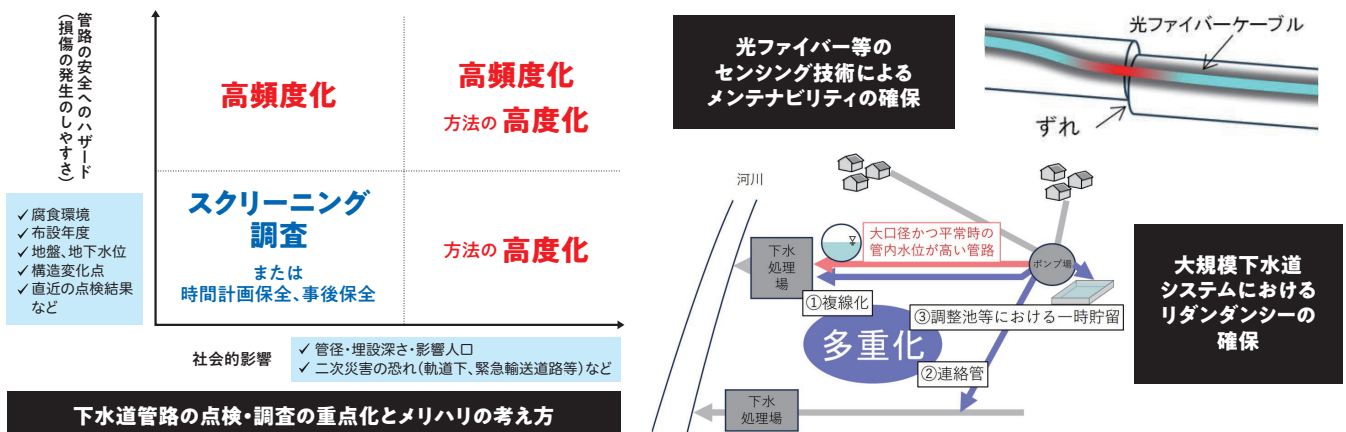 管路の安全へのハザード
(損傷の発生のしやすさ)
✓腐食環境
✓布設年度
✓地盤、地下水位
✓構造変化点
✓直近の点検結果
など
高頻度化
高頻度化
方法の高度化
スクリーニング
調査
または
時間計画保全、事後保全
方法の高度化
社会的影響
✓管径・埋設深さ・影響人口
✓二次災害の恐れ(軌道下、緊急輸送道路等)など
下水道管路の点検・調査の重点化とメリハリの考え方
光ファイバー等の
センシング技術による
メンテナビリティの確保
光ファイバーケーブル
ずれ
河川
大口径かつ平常時の
管内水位が高い管路
下水
処理
場
ポンプ場
①複線化
③調整池等における一時貯留
多重化
②連絡管
下水
処理場
大規模下水道
システムにおける
リダンダンシーの
確保